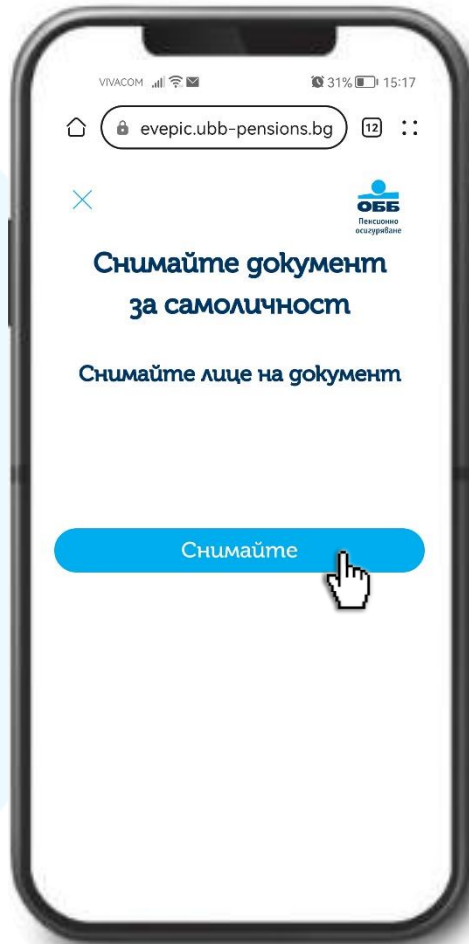 VIVACOM 31% 15:17
evepic.ubb-pensions.bg 12
ОББ
Пенсионно
осигуряване
Снимайте документ
за самоличност
Снимайте лице на документ
Снимайте